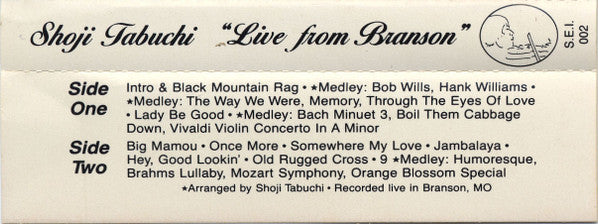 Shoji Tabuchi "Live from Branson"
S.E.I.
002
Side
One
Intro & Black Mountain Rag • ★Medley: Bob Wills, Hank Williams •
★Medley: The Way We Were, Memory, Through The Eyes Of Love
• Lady Be Good • ★Medley: Bach Minuet 3, Boil Them Cabbage
Down, Vivaldi Violin Concerto In A Minor
Side
Two
Big Mamou • Once More • Somewhere My Love • Jambalaya •
Hey, Good Lookin' • Old Rugged Cross • 9 ★Medley: Humoresque,
Brahms Lullaby, Mozart Symphony, Orange Blossom Special
★Arranged by Shoji Tabuchi • Recorded live in Branson, MO